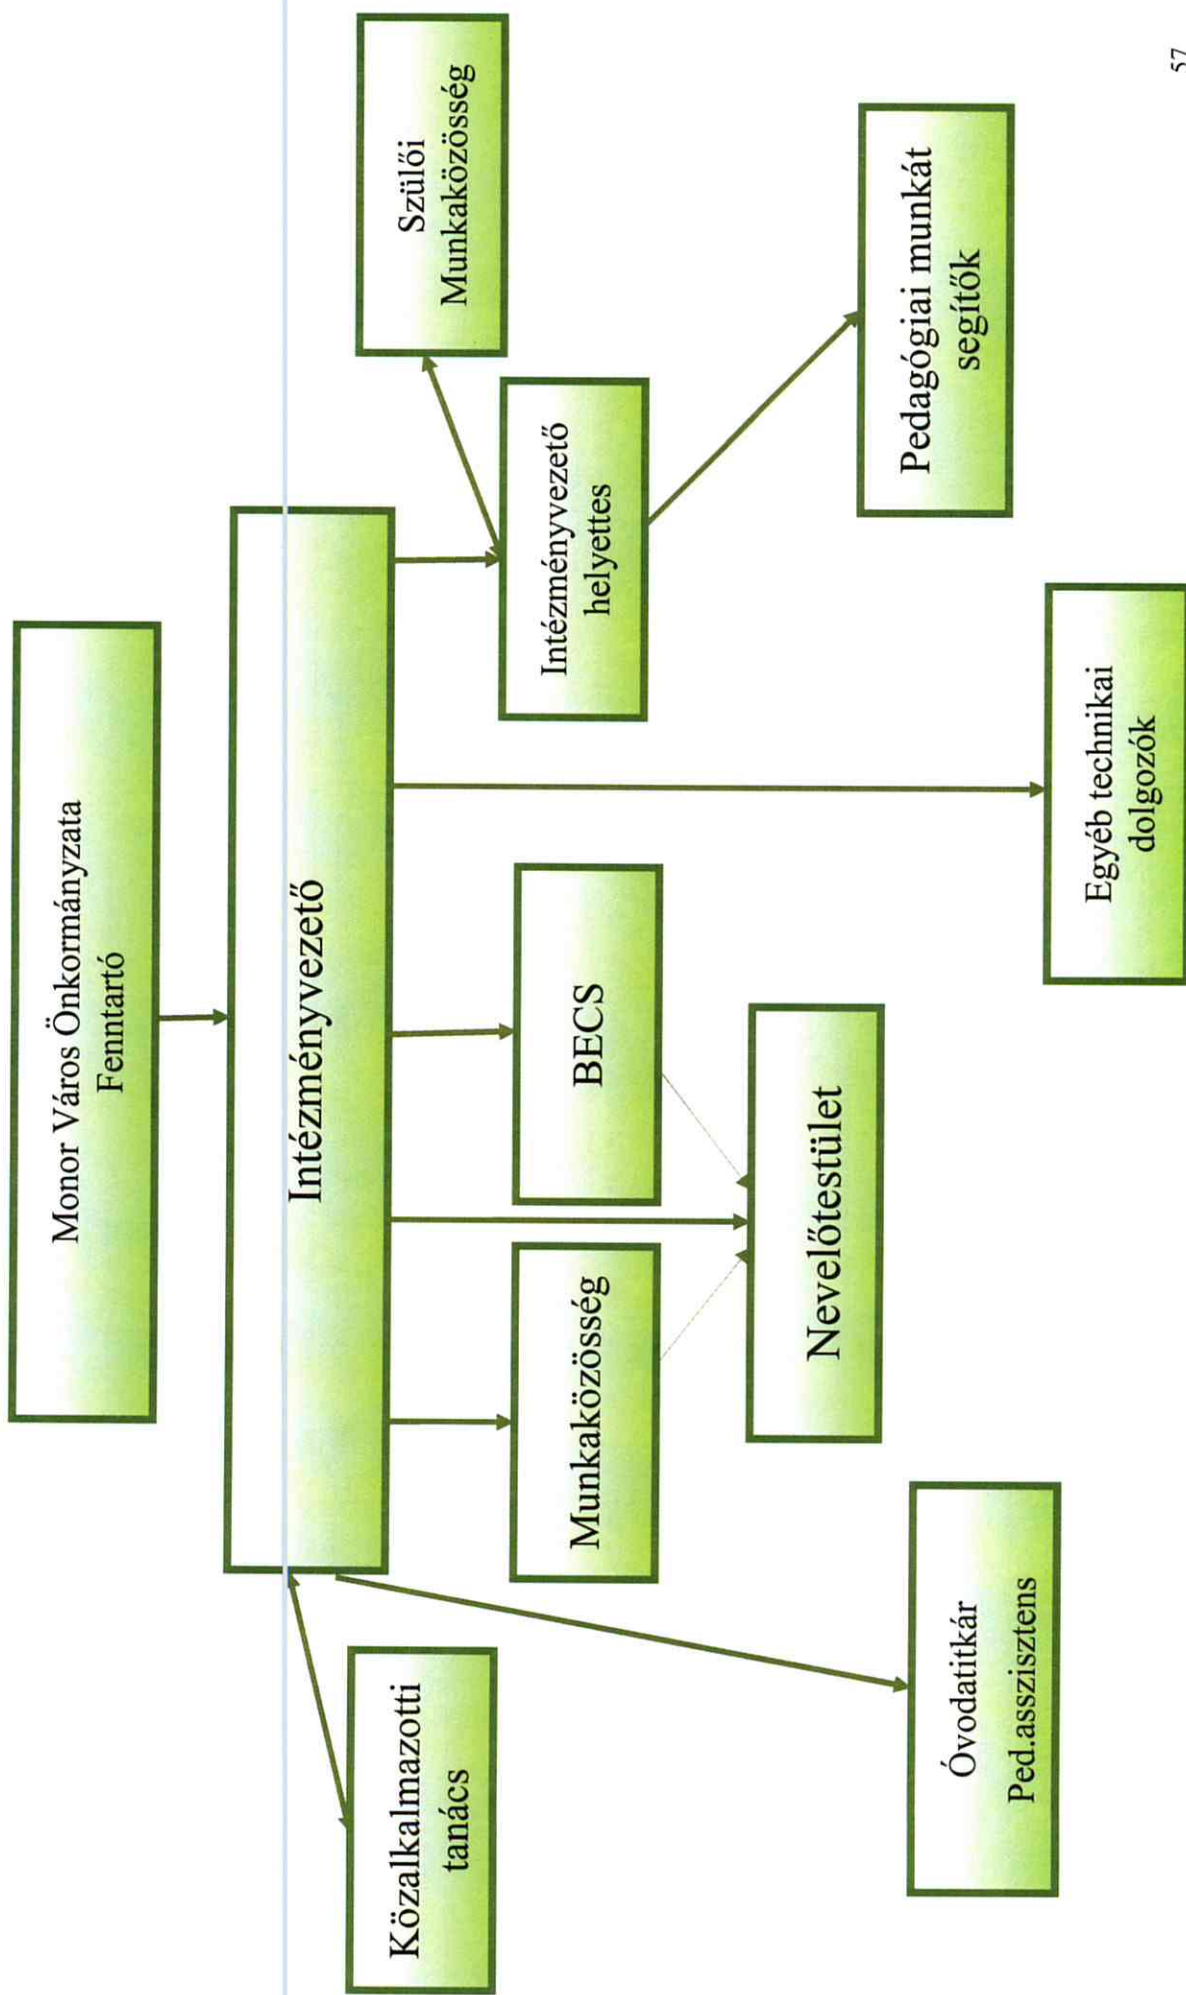 Monor Város Önkormányzata
Fenntartó
Intézményvezető
Közalkalmazotti
tanács
Szülői
Munkaközösség
Munkaközösség
BECS
Intézményvezető
helyettes
Nevelőtestület
Óvodatitkár
Ped.asszisztens
Egyéb technikai
dolgozók
Pedagógiai munkát
segítők
57